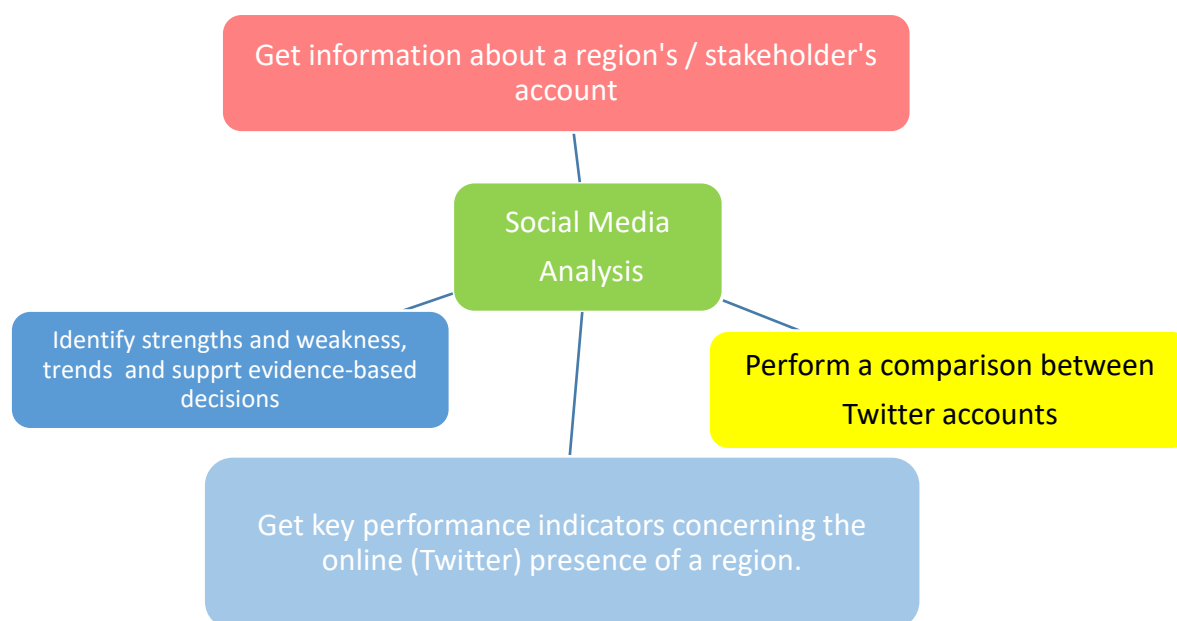 Get information about a region's / stakeholder's
account
Social Media
Analysis
Identify strengths and weakness,
trends  and supprt evidence-based
decisions
Perform a comparison between
Twitter accounts
Get key performance indicators concerning the
online (Twitter) presence of a region.